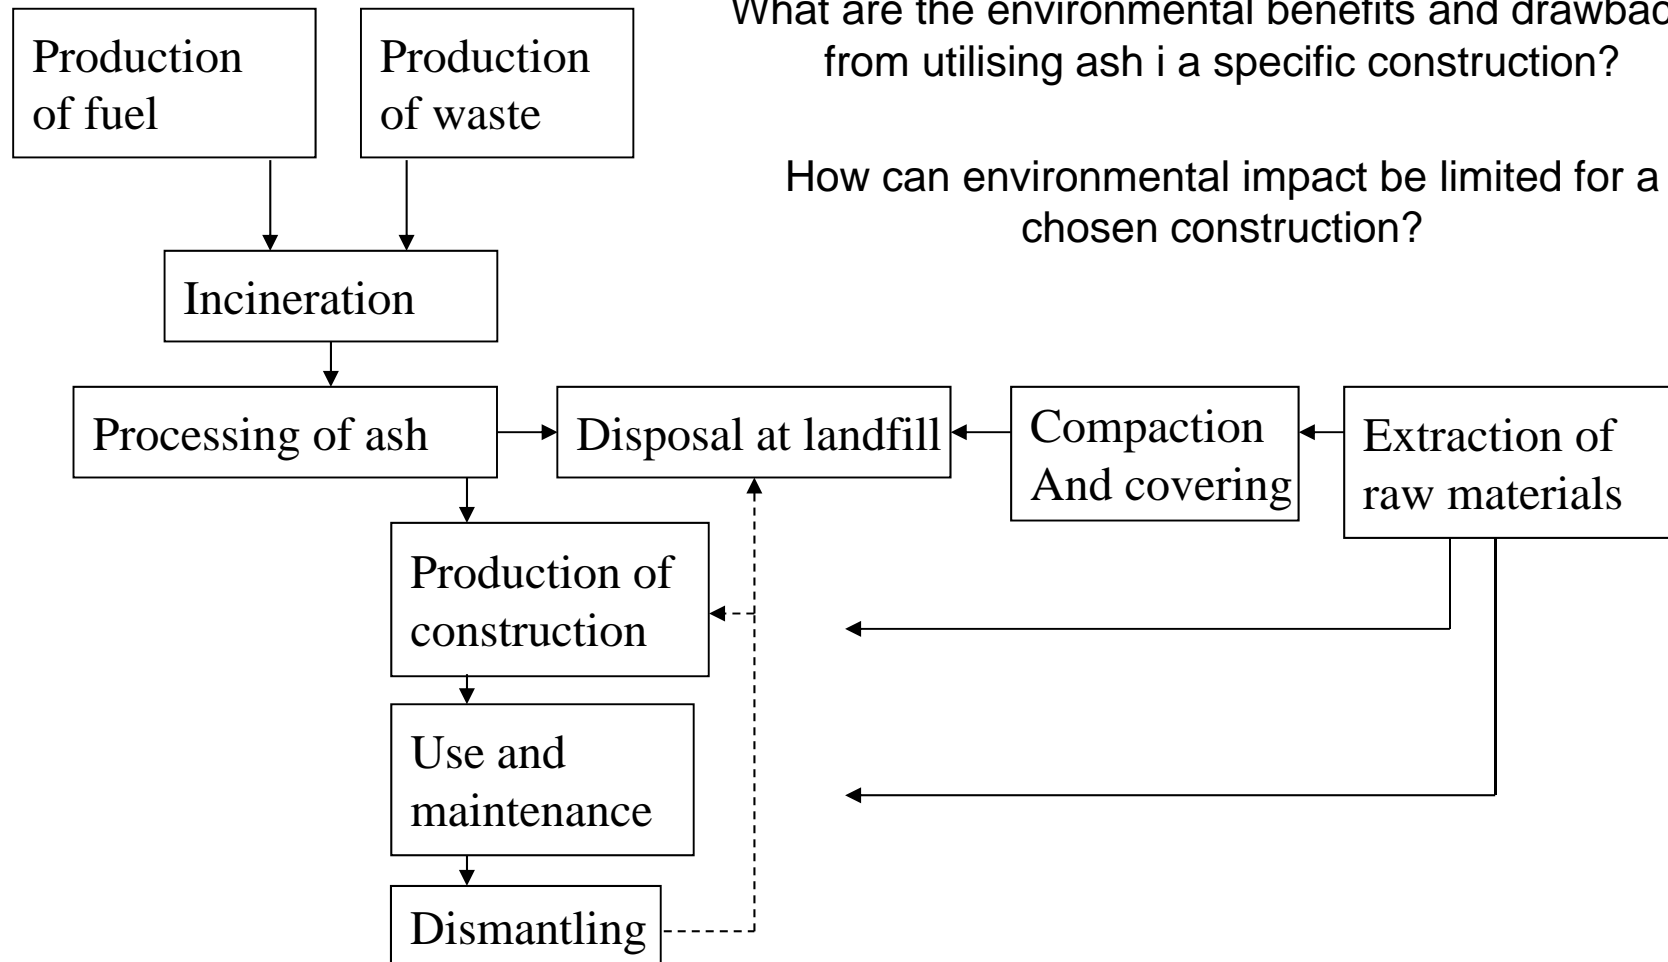 What are the environmental benefits and
from utilising ash i a specific construction?
How can environmental impact be limited for a
chosen construction?
Production
of fuel
Production
of waste
Incineration
Processing of ash
Disposal at landfill
Compaction
And covering
Extraction of
raw materials
Production of
construction
Use and
maintenance
Dismantling